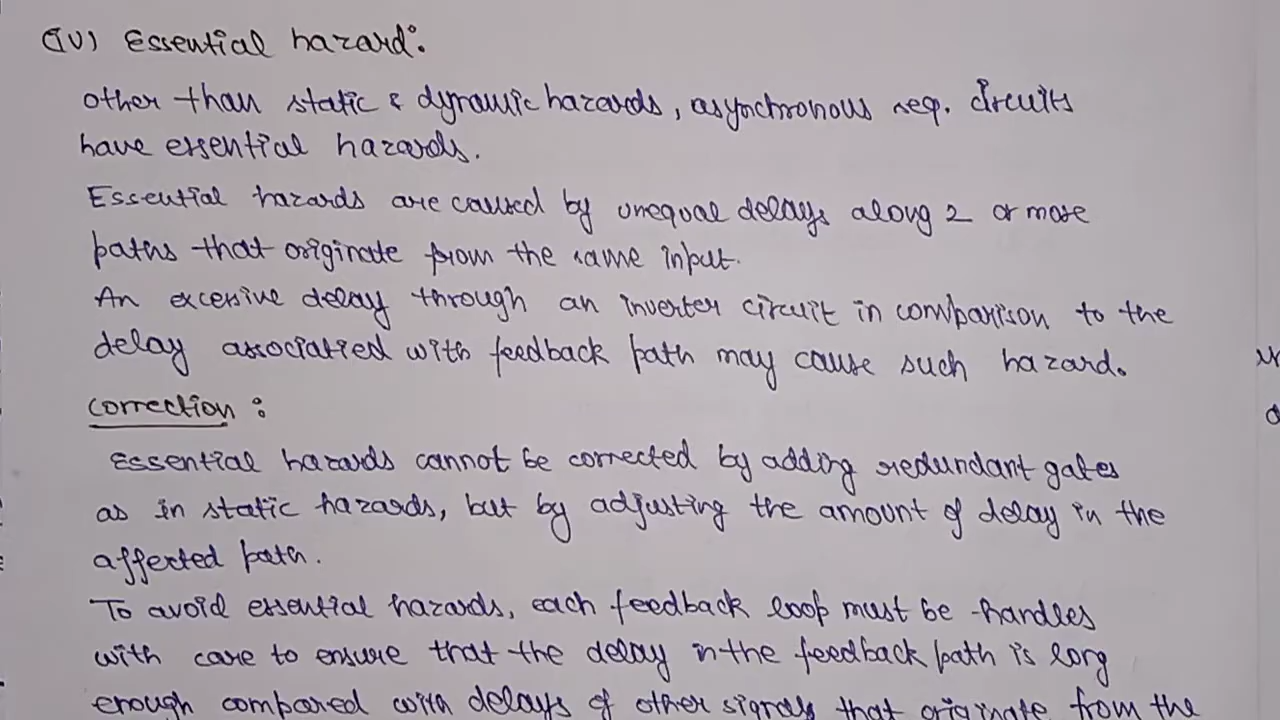 (IV) Essential hazard:
other than static & dynamic hazards, asynchronous seq. circuits
have essential hazards.
Essential hazards are caused by unequal delays along 2 or more
paths that originate from the same input.
An excessive delay through an inverter circuit in comparison to the
delay associatied with feedback path may cause such hazard.
correction :
Essential hazards cannot be corrected by adding redundant gates
as in static hazards, but by adjusting the amount of delay in the
affected path.
To avoid essential hazards, each feedback loop must be handles
with care to ensure that the delay in the feedback path is long
enough compared with delays of other signals that originate from the